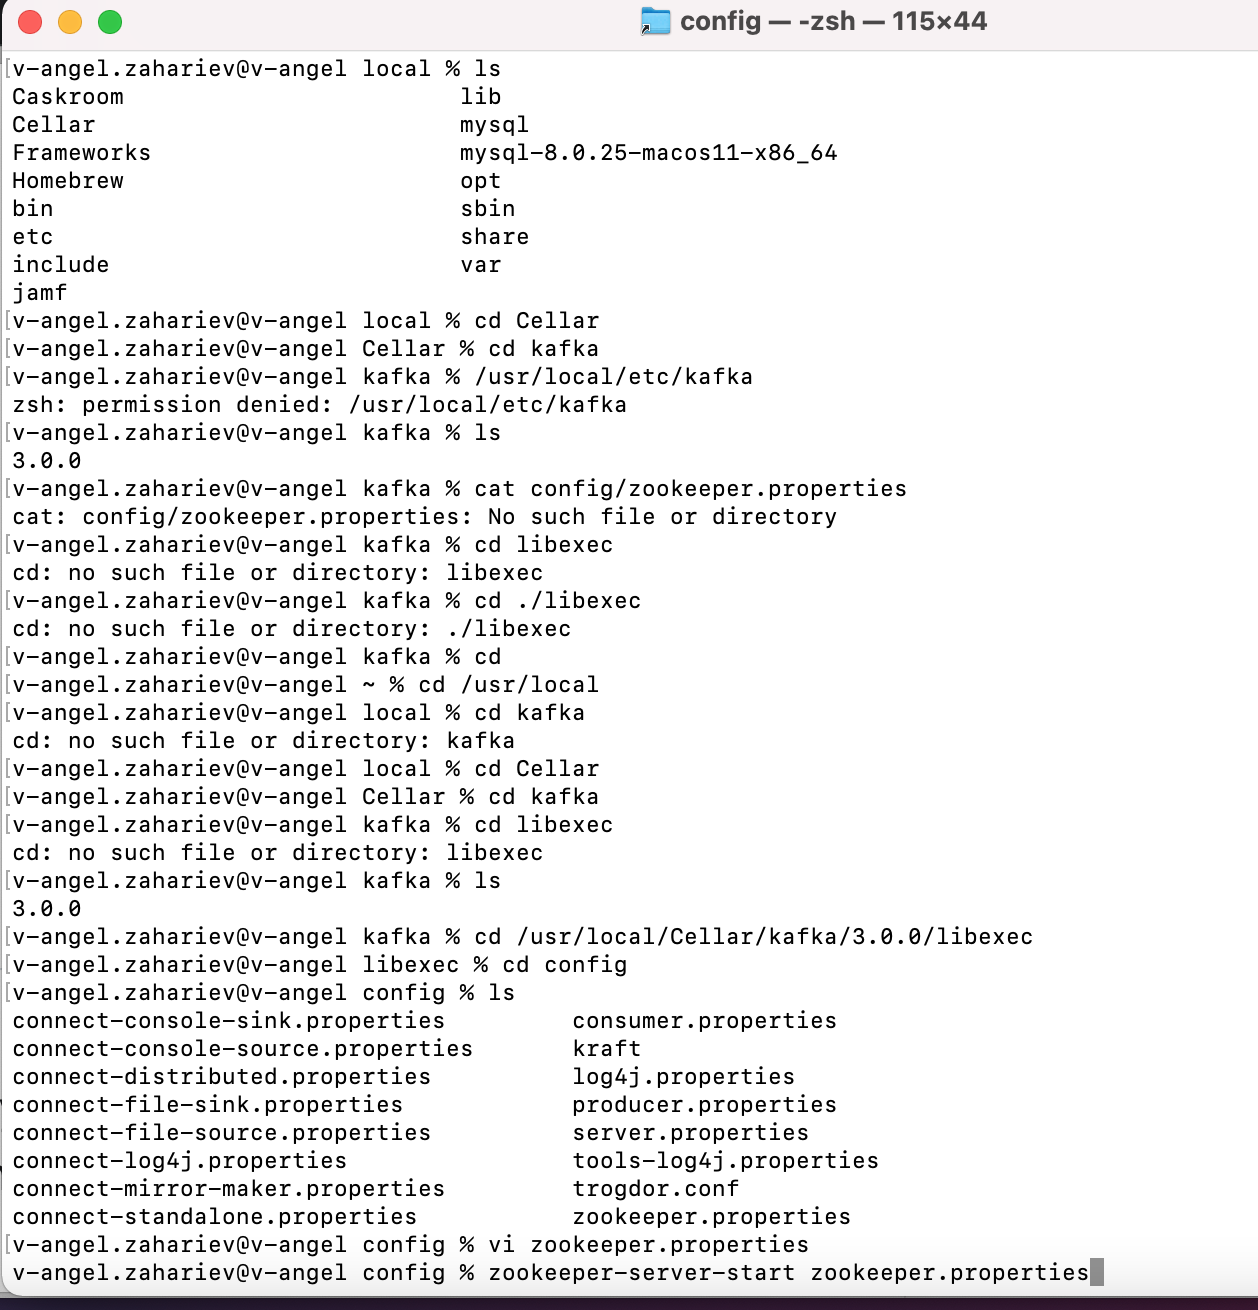 config — -zsh — 115×44
[v-angel.zahariev@v-angel local % ls
Caskroom lib
Cellar mysql
Frameworks mysql-8.0.25-macos11-x86_64
Homebrew opt
bin sbin
etc share
include var
jamf
[v-angel.zahariev@v-angel local % cd Cellar
[v-angel.zahariev@v-angel Cellar % cd kafka
[v-angel.zahariev@v-angel kafka % /usr/local/etc/kafka
zsh: permission denied: /usr/local/etc/kafka
[v-angel.zahariev@v-angel kafka % ls
3.0.0
[v-angel.zahariev@v-angel kafka % cat config/zookeeper.properties
cat: config/zookeeper.properties: No such file or directory
[v-angel.zahariev@v-angel kafka % cd libexec
cd: no such file or directory: libexec
[v-angel.zahariev@v-angel kafka % cd ./libexec
cd: no such file or directory: ./libexec
[v-angel.zahariev@v-angel kafka % cd
[v-angel.zahariev@v-angel ~ % cd /usr/local
[v-angel.zahariev@v-angel local % cd kafka
cd: no such file or directory: kafka
[v-angel.zahariev@v-angel local % cd Cellar
[v-angel.zahariev@v-angel Cellar % cd kafka
[v-angel.zahariev@v-angel kafka % cd libexec
cd: no such file or directory: libexec
[v-angel.zahariev@v-angel kafka % ls
3.0.0
[v-angel.zahariev@v-angel kafka % cd /usr/local/Cellar/kafka/3.0.0/libexec
[v-angel.zahariev@v-angel libexec % cd config
[v-angel.zahariev@v-angel config % ls
connect-console-sink.properties consumer.properties
connect-console-source.properties kraft
connect-distributed.properties log4j.properties
connect-file-sink.properties producer.properties
connect-file-source.properties server.properties
connect-log4j.properties tools-log4j.properties
connect-mirror-maker.properties trogdor.conf
connect-standalone.properties zookeeper.properties
[v-angel.zahariev@v-angel config % vi zookeeper.properties
v-angel.zahariev@v-angel config % zookeeper-server-start zookeeper.properties